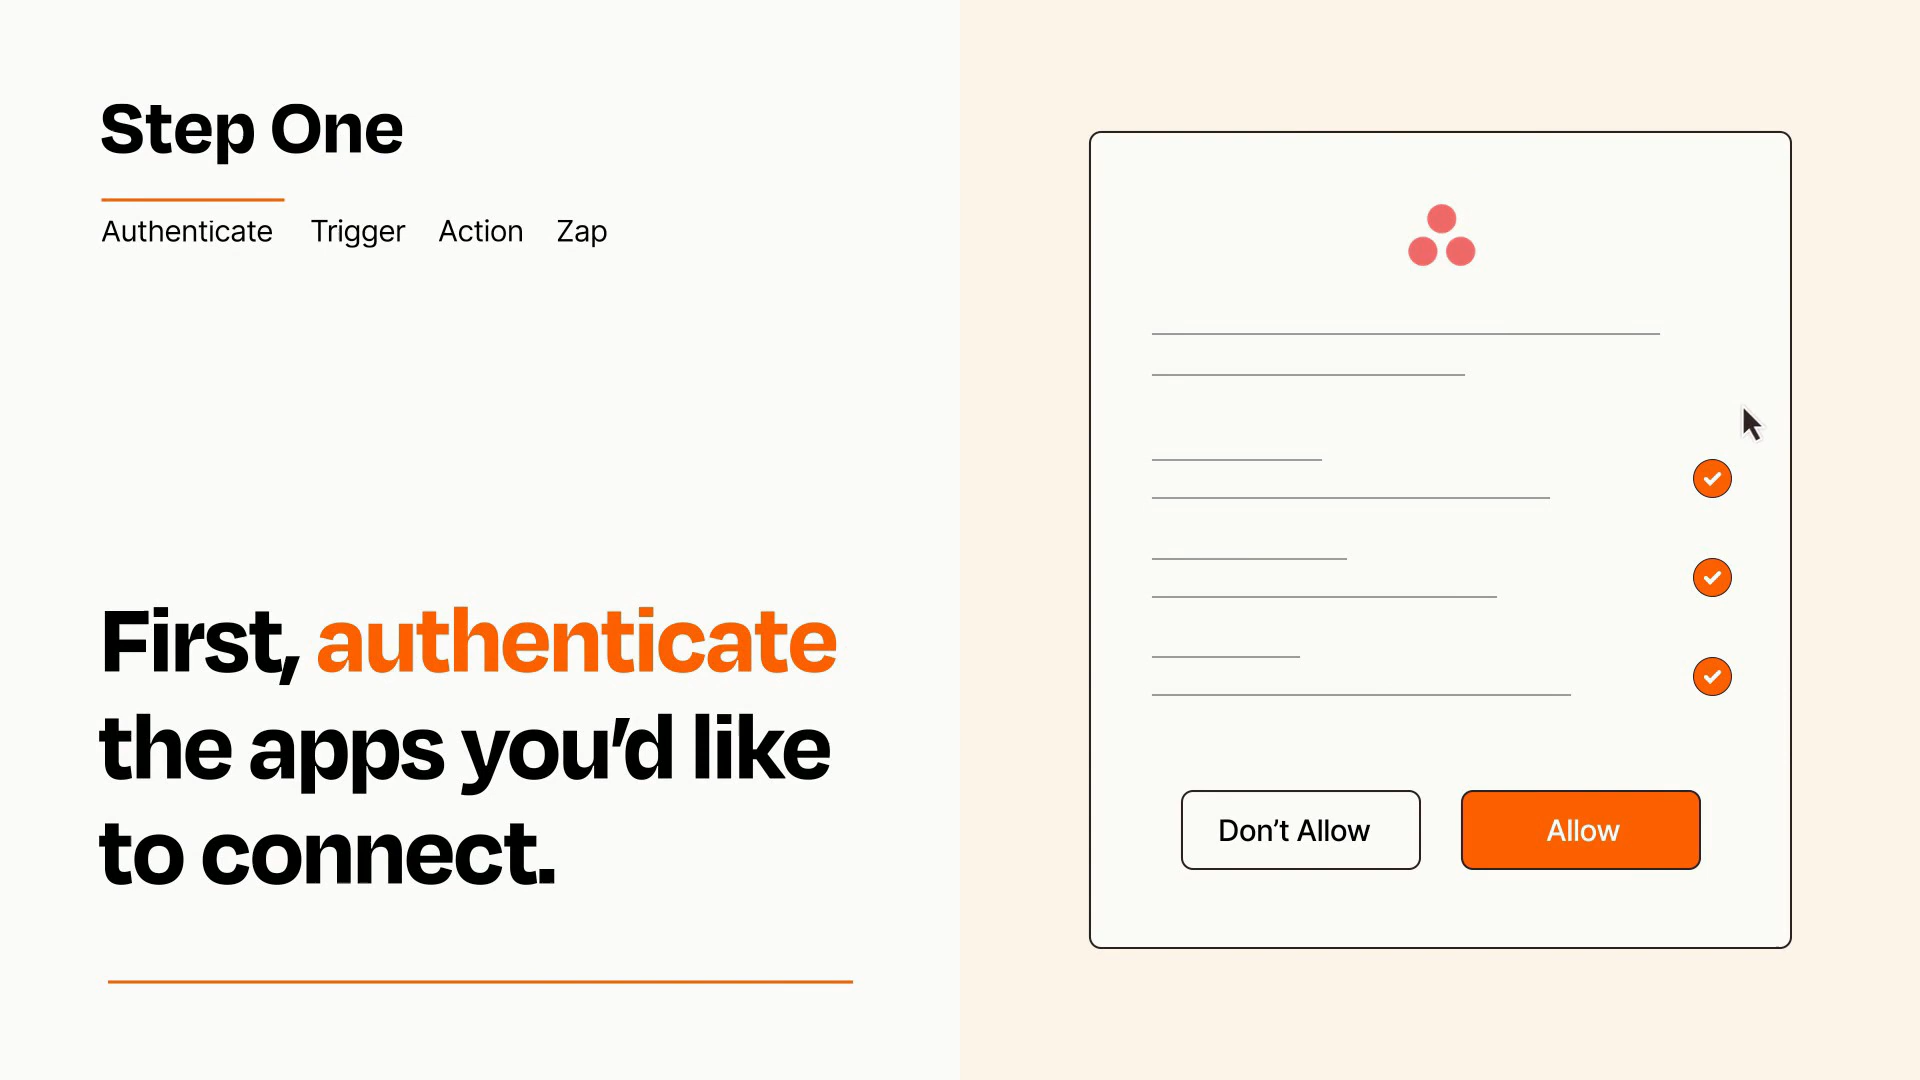 Step One
Authenticate Trigger Action Zap
First, authenticate
the apps you’d like
to connect.
Don’t Allow
Allow